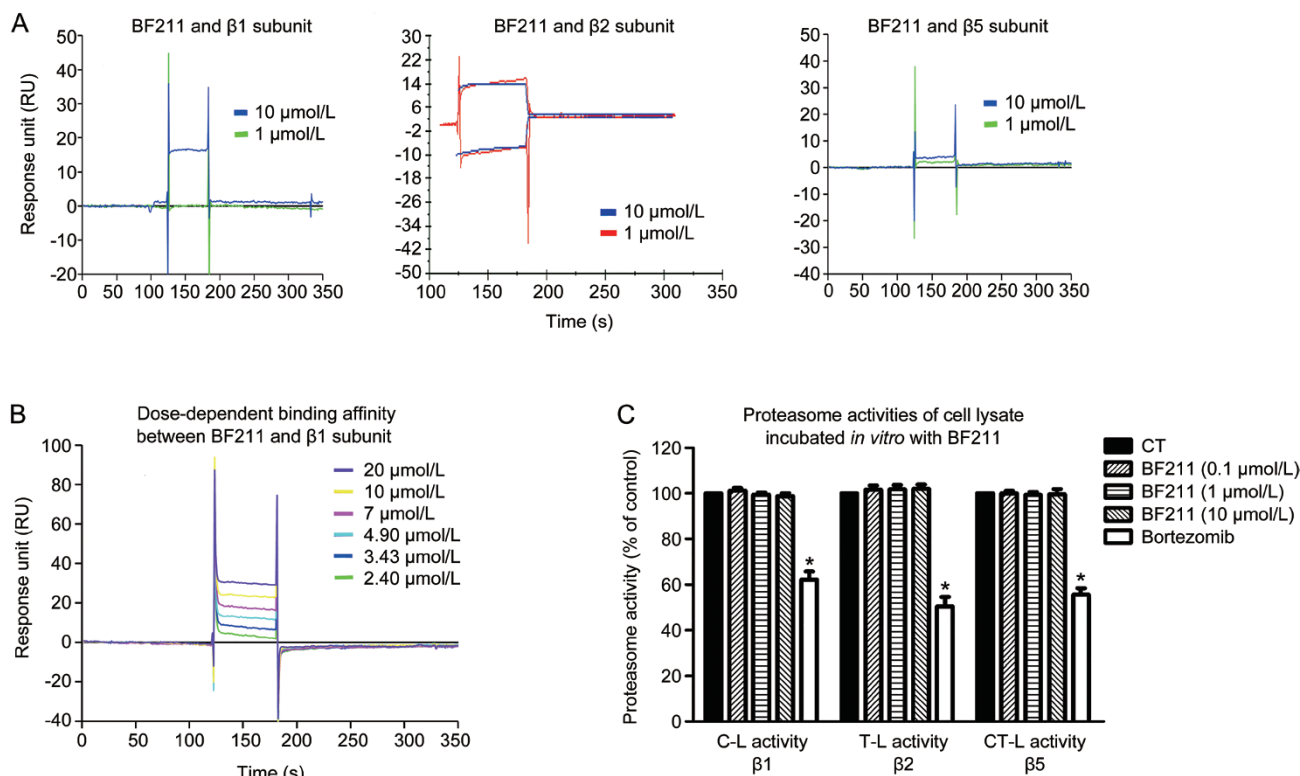 A
BF211 and β1 subunit
BF211 and β2 subunit
BF211 and β5 subunit
Response unit (RU)
50
40
30
20
10
0
-10
-20
10 µmol/L
1 µmol/L
0 50 100 150 200 250 300 350
30
22
14
6
-2
-10
-18
-26
-34
-42
-50
10 µmol/L
1 µmol/L
100 150 200 250 300 350
50
40
30
20
10
0
-10
-20
-30
-40
10 µmol/L
1 µmol/L
0 50 100 150 200 250 300 350
Time (s)
B
Dose-dependent binding affinity
between BF211 and β1 subunit
Response unit (RU)
100
80
60
40
20
0
-20
-40
20 µmol/L
10 µmol/L
7 µmol/L
4.90 µmol/L
3.43 µmol/L
2.40 µmol/L
0 50 100 150 200 250 300 350
Time (s)
C
Proteasome activities of cell lysate
incubated in vitro with BF211
Proteasome activity (% of control)
120
100
80
60
40
20
0
* * *
CT
BF211 (0.1 µmol/L)
BF211 (1 µmol/L)
BF211 (10 µmol/L)
Bortezomib
C-L activity T-L activity CT-L activity
β1 β2 β5